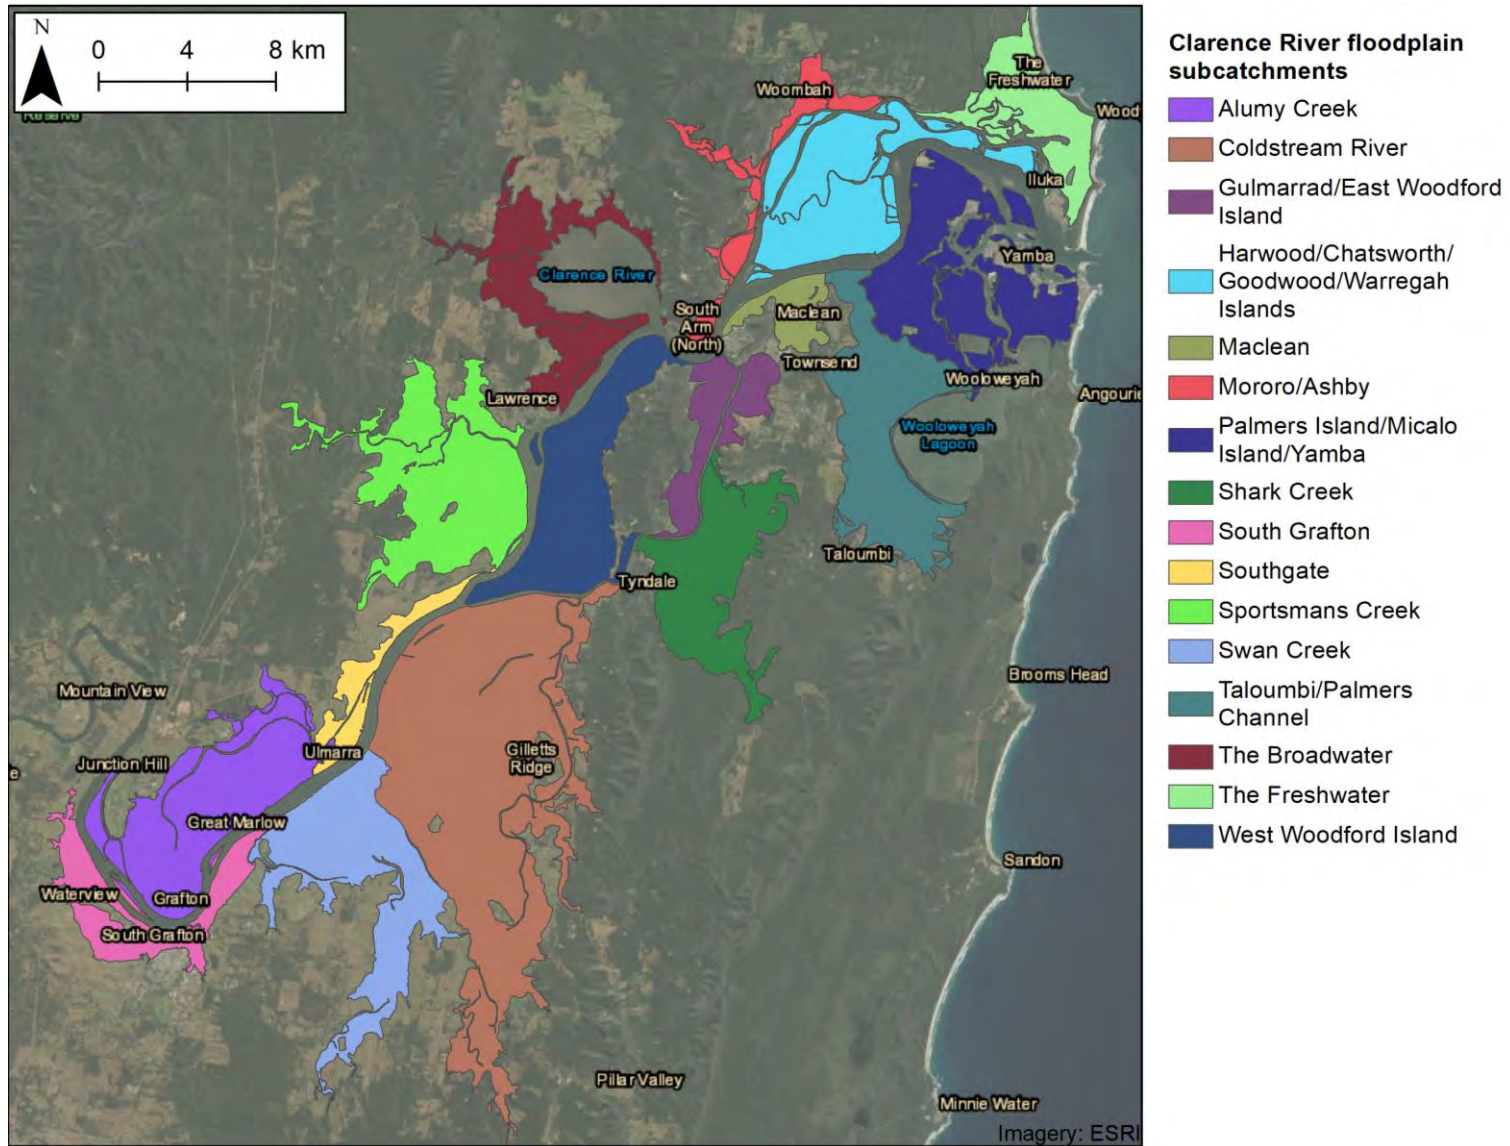 N
0 4 8 km
Reserve
Woombah
The
Freshwater
Iluka
Clarence River
Yamba
South
Arm
(North)
Maclean
Townsend
Wooloweyah
Angourie
Lawrence
Wooloweyah
Lagoon
Taloumbi
Tyndale
Brooms Head
Mountain View
Junction Hill
Ulmarra
Gilletts
Ridge
Great Marlow
Sandon
Waterview
Grafton
South Grafton
Pillar Valley
Minnie Water
Imagery: ESRI
Clarence River floodplain
subcatchments
Alumy Creek
Coldstream River
Gulmarrad/East Woodford
Island
Harwood/Chatsworth/
Goodwood/Warregah
Islands
Maclean
Mororo/Ashby
Palmers Island/Micalo
Island/Yamba
Shark Creek
South Grafton
Southgate
Sportsmans Creek
Swan Creek
Taloumbi/Palmers
Channel
The Broadwater
The Freshwater
West Woodford Island